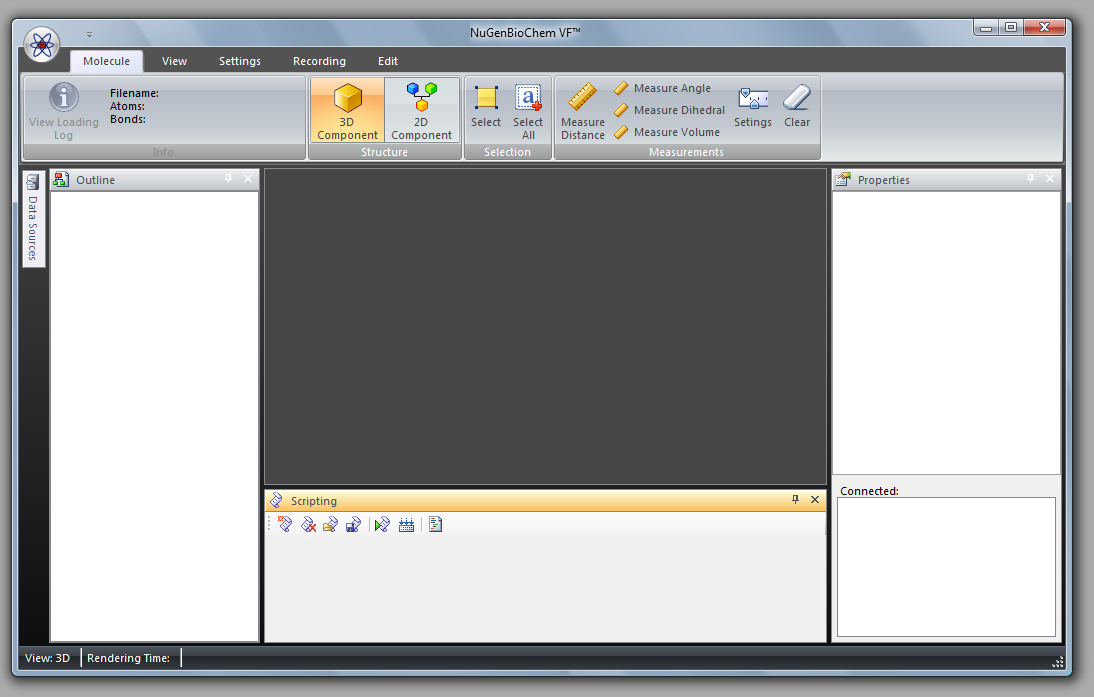 NuGenBioChem VF™
Molecule View Settings Recording Edit
View Loading
Log
Filename:
Atoms:
Bonds:
Info
3D
Component
2D
Component
Structure
Select
Select
All
Selection
Measure
Distance
Measure Angle
Measure Dihedral
Measure Volume
Setings
Clear
Measurements
Data Sources
Outline
Properties
Connected:
Scripting
View: 3D
Rendering Time: